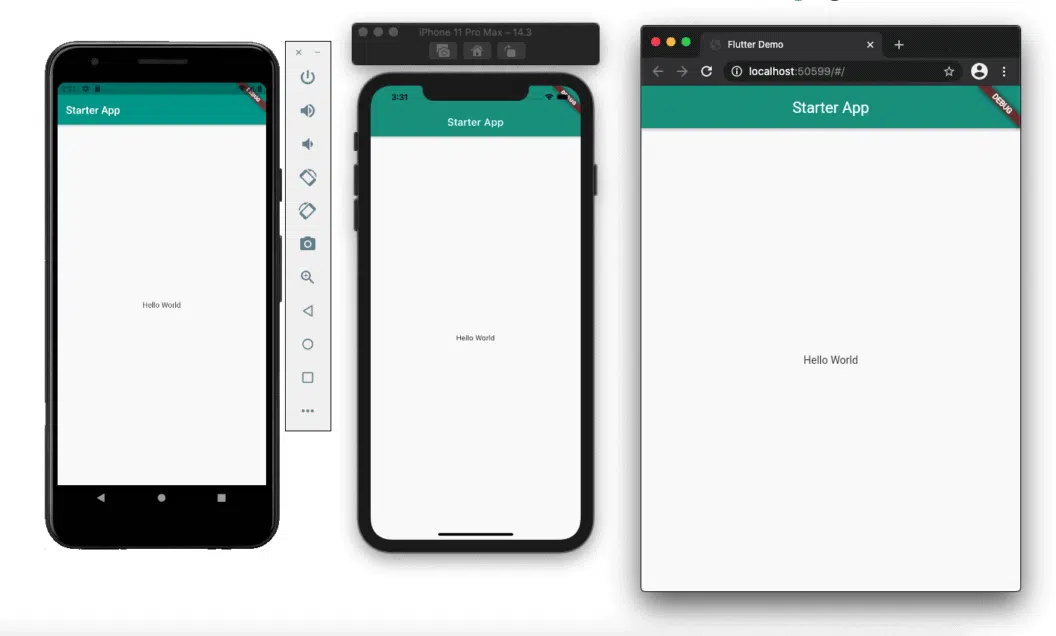 Starter App
Hello World
iPhone 11 Pro Max – 14.3
3:31
DEBUG
Starter App
Hello World
Flutter Demo
localhost:50599/#/
Starter App
DEBUG
Hello World